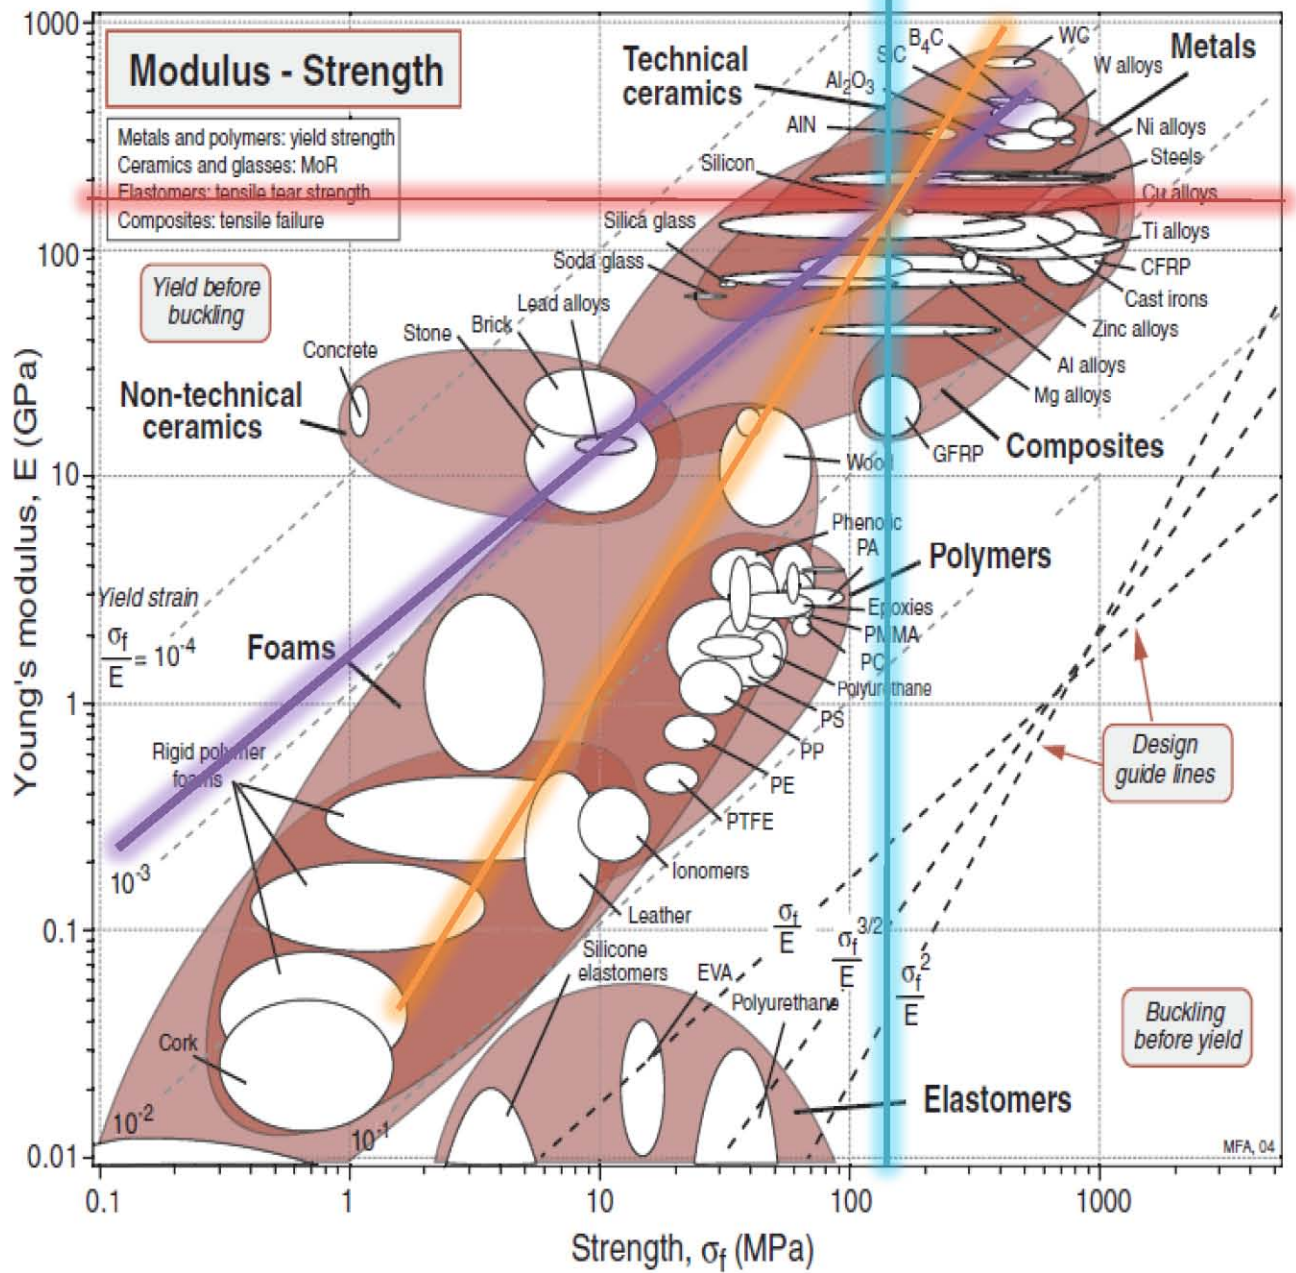 1000
Modulus - Strength
Metals and polymers: yield strength
Ceramics and glasses: MoR
Elastomers: tensile tear strength
Composites: tensile failure
Technical
ceramics
B₄C
SiC
WC
Metals
W alloys
Al₂O₃
AlN
Ni alloys
Silicon
Steels
Cu alloys
Silica glass
Ti alloys
100
Soda glass
CFRP
Yield before
buckling
Lead alloys
Cast irons
Stone
Brick
Zinc alloys
Concrete
Al alloys
Non-technical
ceramics
Mg alloys
Composites
GFRP
Wood
10
Phenolic
PA
Polymers
Yield strain
σf/E = 10⁻⁴
Epoxies
PMMA
PC
Foams
Polyurethane
1
PS
Rigid polymer
foams
PP
Design
guide lines
PE
PTFE
10⁻³
Ionomers
0.1
Leather
σf/E
σf^3/2/E
σf²/E
Silicone
elastomers
EVA
Polyurethane
Buckling
before yield
Cork
Elastomers
10⁻²
10⁻¹
MFA, 04
0.01
0.1
1
10
100
1000
Strength, σf (MPa)
Young's modulus, E (GPa)